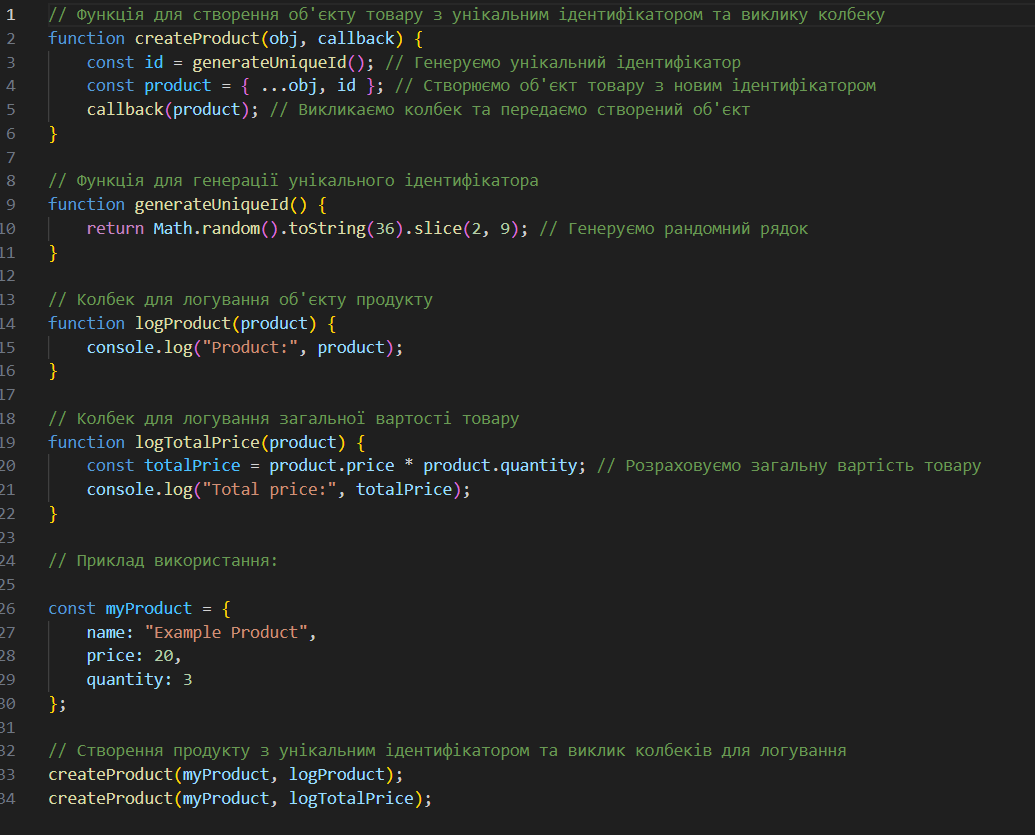 1 // Функція для створення об'єкту товару з унікальним ідентифікатором та виклику колбеку
2 function createProduct(obj, callback) {
3     const id = generateUniqueId(); // Генеруємо унікальний ідентифікатор
4     const product = { ...obj, id }; // Створюємо об'єкт товару з новим ідентифікатором
5     callback(product); // Викликаємо колбек та передаємо створений об'єкт
6 }
7
8 // Функція для генерації унікального ідентифікатора
9 function generateUniqueId() {
10     return Math.random().toString(36).slice(2, 9); // Генеруємо рандомний рядок
11 }
12
13 // Колбек для логування об'єкту продукту
14 function logProduct(product) {
15     console.log("Product:", product);
16 }
17
18 // Колбек для логування загальної вартості товару
19 function logTotalPrice(product) {
20     const totalPrice = product.price * product.quantity; // Розраховуємо загальну вартість товару
21     console.log("Total price:", totalPrice);
22 }
23
24 // Приклад використання:
25
26 const myProduct = {
27     name: "Example Product",
28     price: 20,
29     quantity: 3
30 };
31
32 // Створення продукту з унікальним ідентифікатором та виклик колбеків для логування
33 createProduct(myProduct, logProduct);
34 createProduct(myProduct, logTotalPrice);